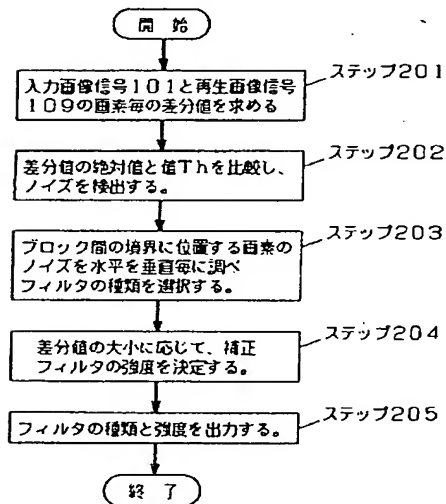 開 始
ステップ201
入力画像信号101と再生画像信号
109の画素毎の差分値を求める
ステップ202
差分値の絶対値と値Thを比較し、
ノイズを検出する。
ステップ203
ブロック間の境界に位置する画素の
ノイズを水平を垂直毎に調べ
フィルタの種類を選択する。
ステップ204
差分値の大小に応じて、補正
フィルタの強度を決定する。
ステップ205
フィルタの種類と強度を出力する。
終 了